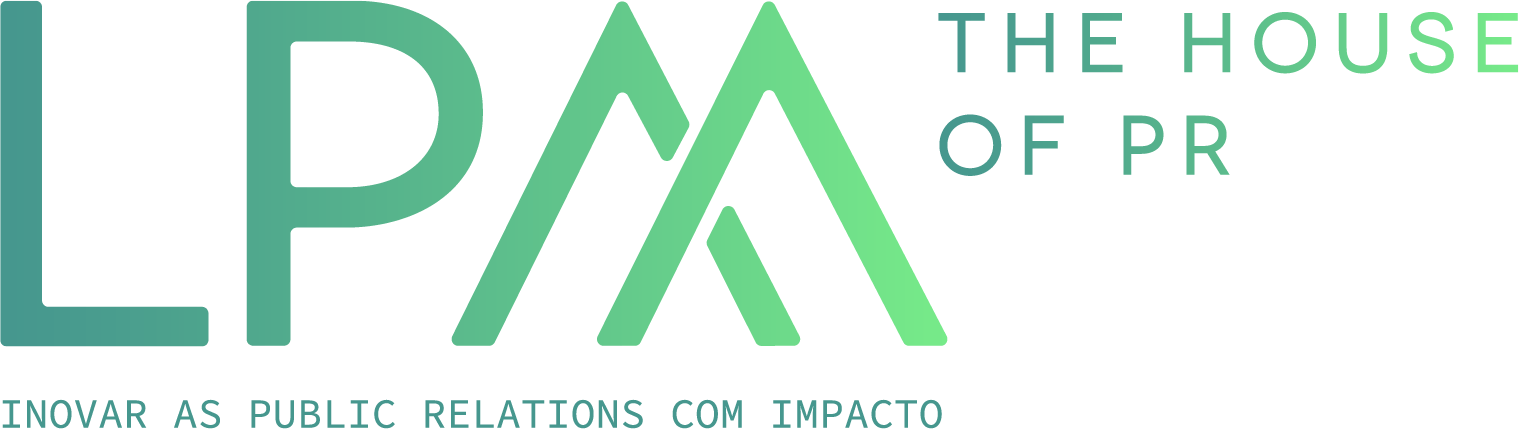 LPM
THE HOUSE
OF PR
INOVAR AS PUBLIC RELATIONS COM IMPACTO